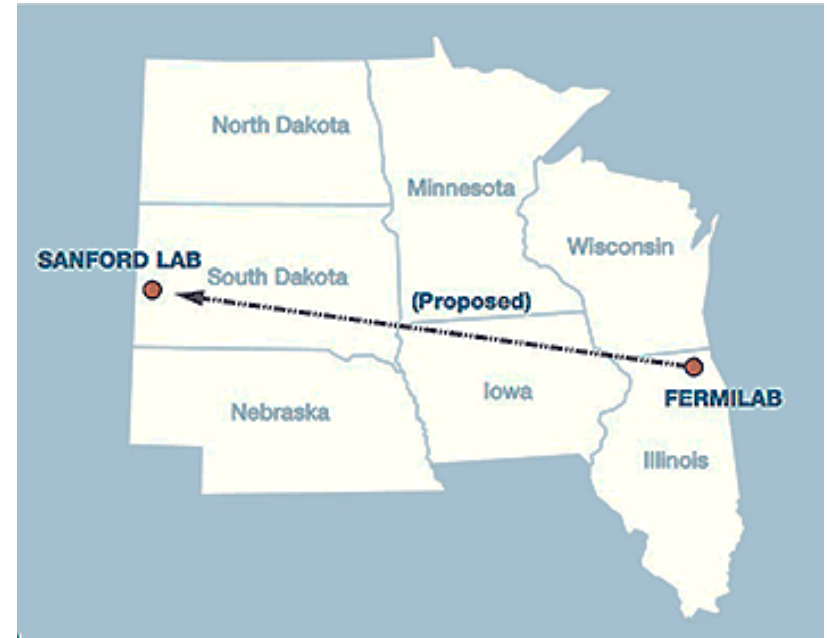 North Dakota
Minnesota
Wisconsin
SANFORD LAB
South Dakota
(Proposed)
Iowa
FERMILAB
Nebraska
Illinois